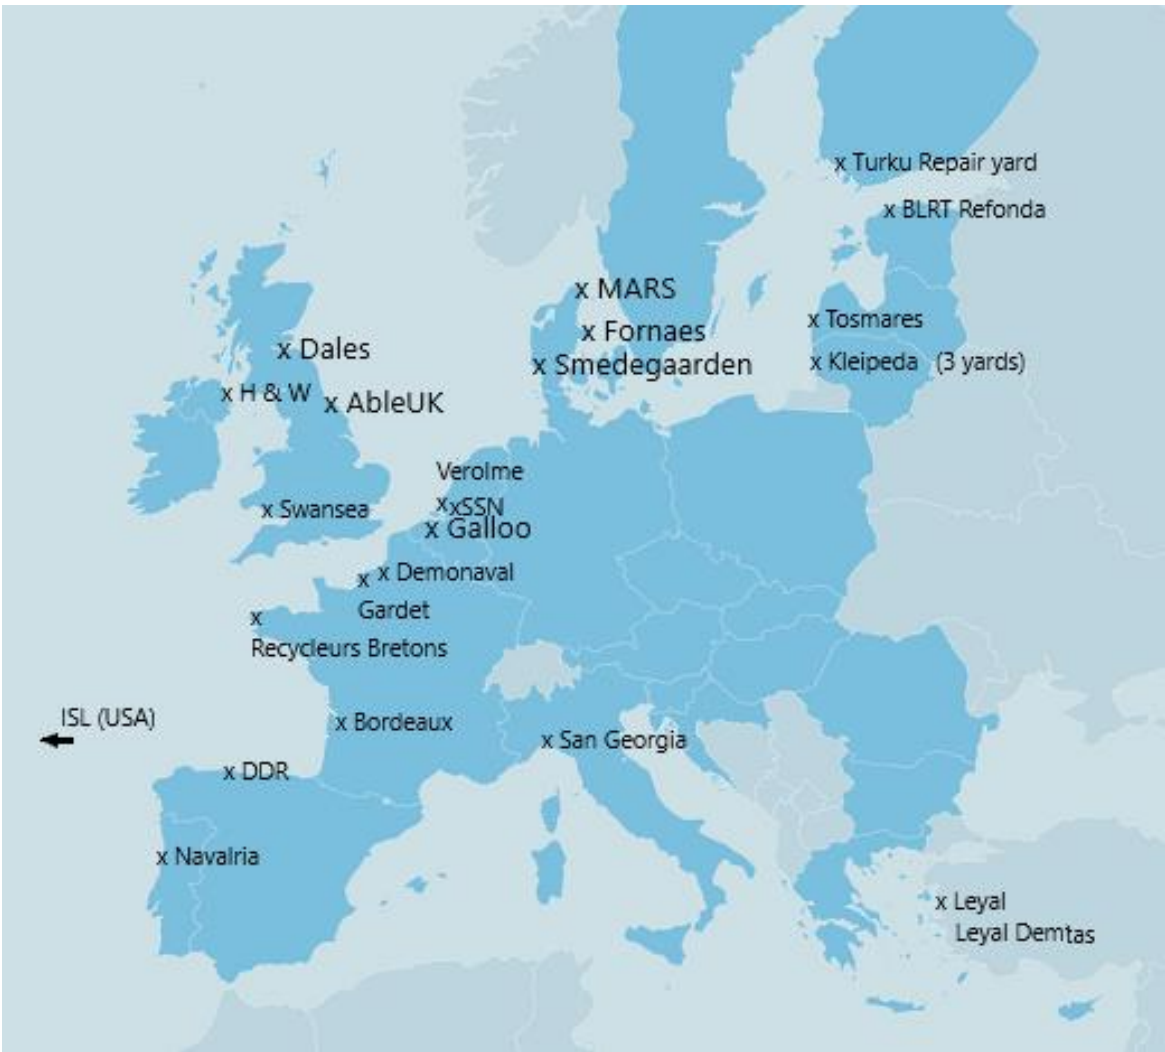 x Turku Repair yard
x BLRT Refonda
x MARS
x Tosmares
x Fornaes
x Dales
x Smedegaarden
x Kleipeda (3 yards)
x H & W
x AbleUK
Verolme
x xSSN
x Swansea
x Galloo
x x Demonaval
Gardet
x
Recycleurs Bretons
ISL (USA)
x Bordeaux
x San Georgia
x DDR
x Navalria
x Leyal
Leyal Demtas